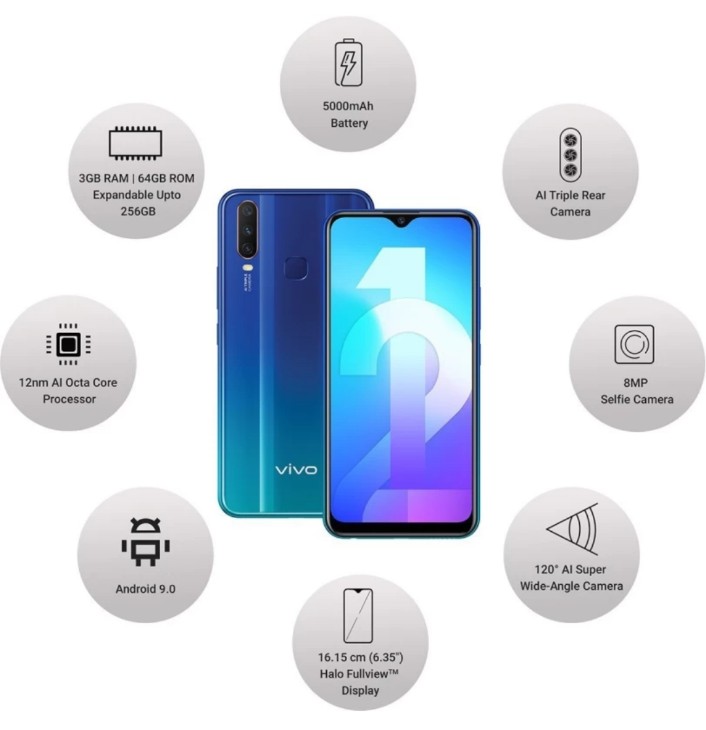 5000mAh
Battery
3GB RAM | 64GB ROM
Expandable Upto
256GB
AI Triple Rear
Camera
12nm AI Octa Core
Processor
8MP
Selfie Camera
vivo
12
Android 9.0
120° AI Super
Wide-Angle Camera
16.15 cm (6.35")
Halo Fullview™
Display